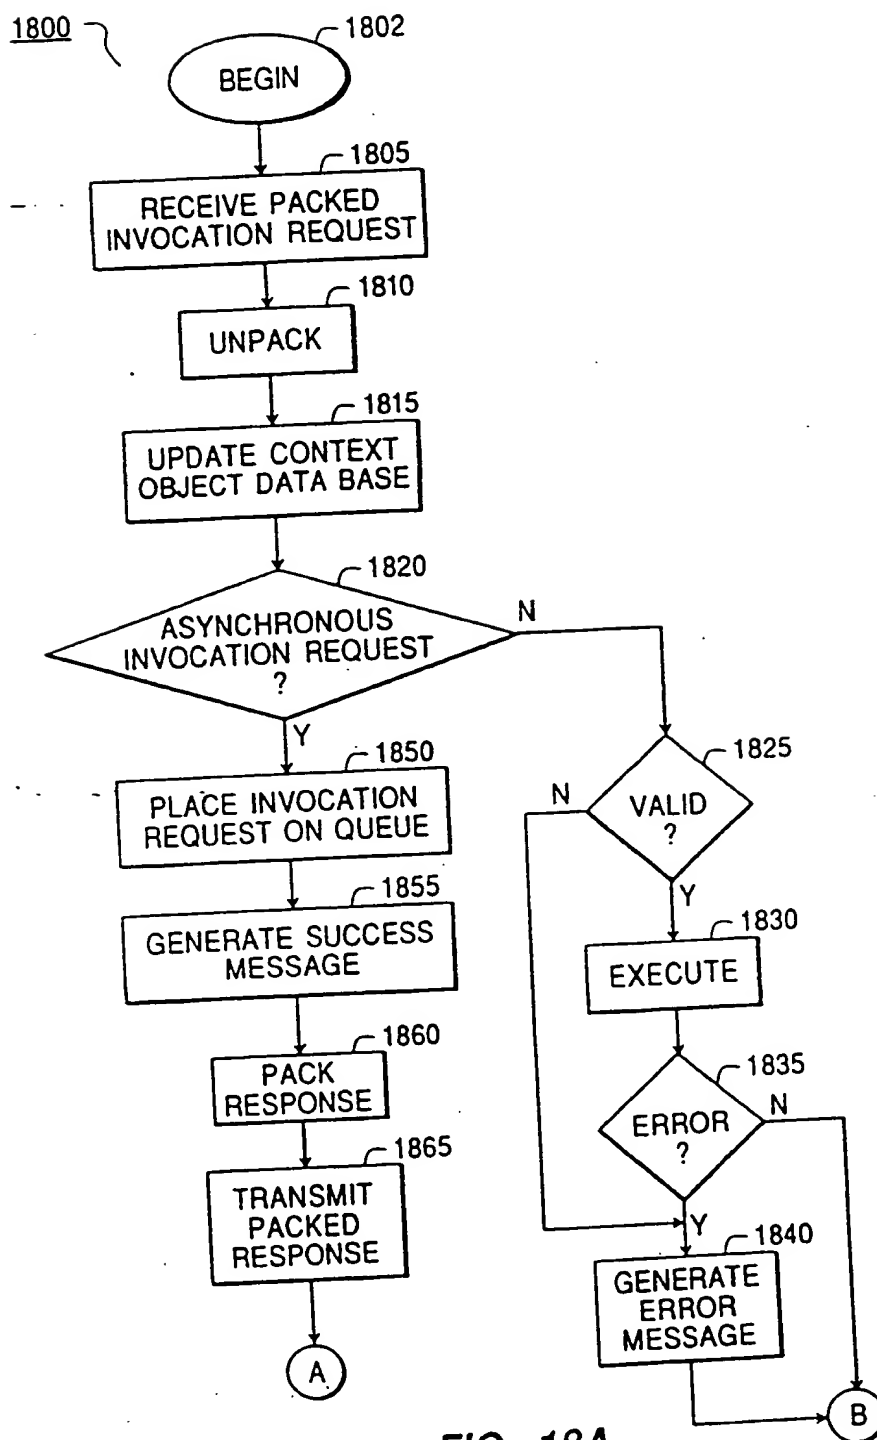 1800
1802
BEGIN
1805
RECEIVE PACKED
INVOCATION REQUEST
1810
UNPACK
1815
UPDATE CONTEXT
OBJECT DATA BASE
1820
ASYNCHRONOUS
INVOCATION REQUEST
?
N
Y
1850
PLACE INVOCATION
REQUEST ON QUEUE
1855
GENERATE SUCCESS
MESSAGE
1860
PACK
RESPONSE
1865
TRANSMIT
PACKED
RESPONSE
A
1825
VALID
?
N
Y
1830
EXECUTE
1835
ERROR
?
N
Y
1840
GENERATE
ERROR
MESSAGE
B
FIG. 18A